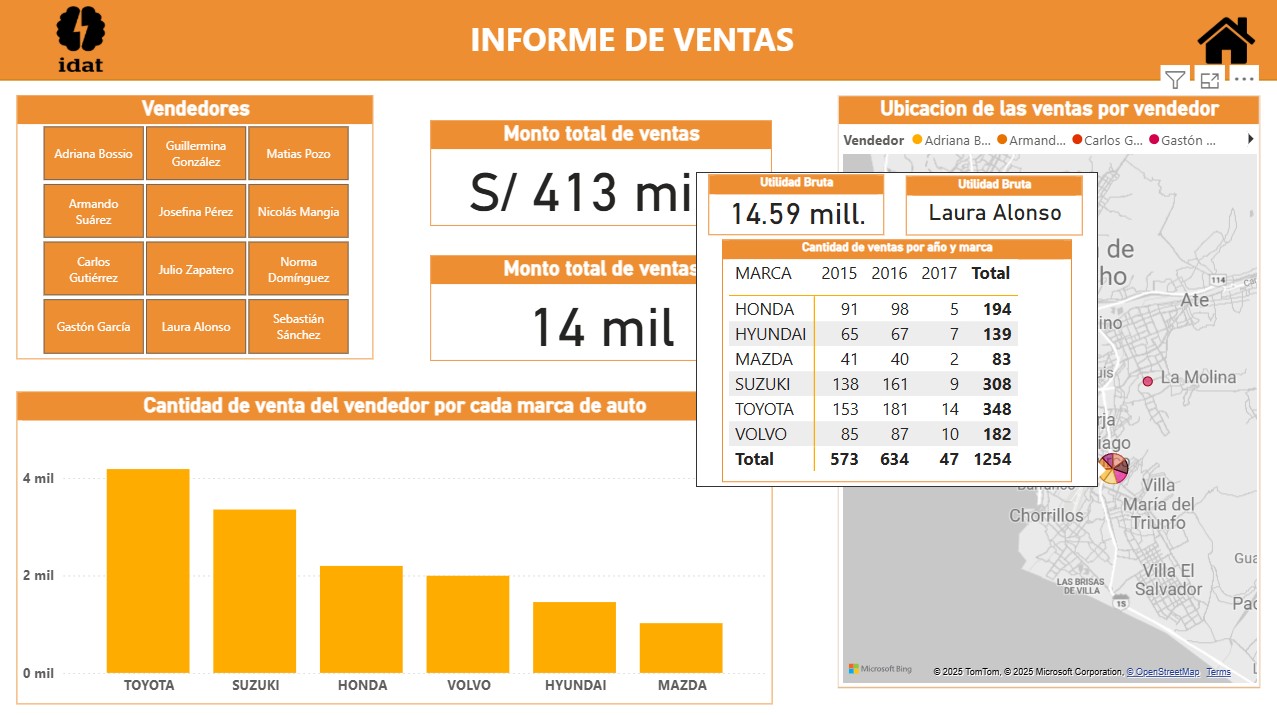 idat
INFORME DE VENTAS
Vendedores
Adriana Bossio
Guillermina
González
Matias Pozo
Armando
Suárez
Josefina Pérez
Nicolás Mangia
Carlos
Gutiérrez
Julio Zapatero
Norma
Domínguez
Gastón García
Laura Alonso
Sebastián
Sánchez
Monto total de ventas
S/ 413 mi
Monto total de ventas
14 mil
Utilidad Bruta
14.59 mill.
Utilidad Bruta
Laura Alonso
Cantidad de ventas por año y marca
MARCA 2015 2016 2017 Total
HONDA 91 98 5 194
HYUNDAI 65 67 7 139
MAZDA 41 40 2 83
SUZUKI 138 161 9 308
TOYOTA 153 181 14 348
VOLVO 85 87 10 182
Total 573 634 47 1254
Ubicacion de las ventas por vendedor
Vendedor Adriana B... Armand... Carlos G... Gastón ...
de
ho
114
Ate
ino
uis
La Molina
rja
iago
Villa
María del
Triunfo
Chorrillos
LAS BRISAS
DE VILLA
15
Villa El
Salvador
Gua
Pac
Microsoft Bing
© 2025 TomTom, © 2025 Microsoft Corporation, © OpenStreetMap Terms
Cantidad de venta del vendedor por cada marca de auto
4 mil
2 mil
0 mil
TOYOTA SUZUKI HONDA VOLVO HYUNDAI MAZDA